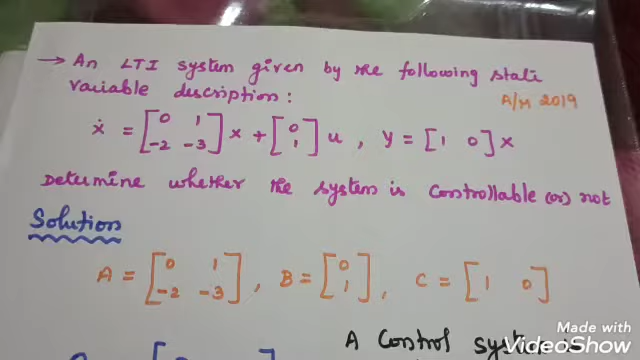 → An LTI system given by the following state
variable description :
A/M 2019
ẋ = [0 1 -2 -3] x + [0 1] u , y = [1 0] x
Determine whether the system is controllable (or) not
Solution
A = [0 1 -2 -3] , B = [0 1] , C = [1 0]
A control system is
Made with
VideoShow